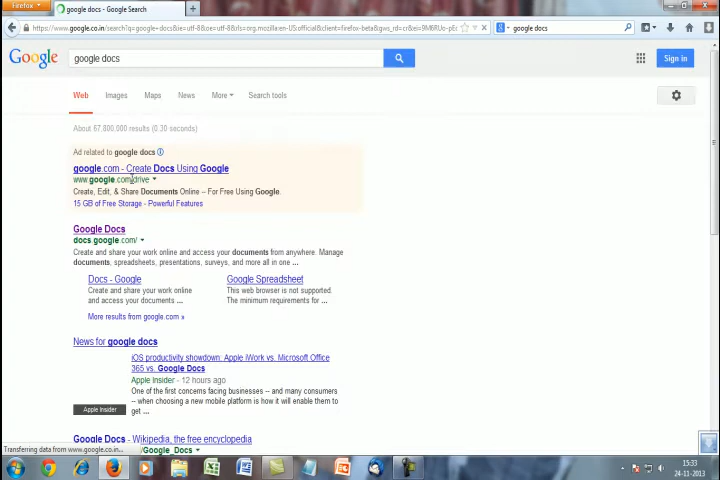 Firefox
google docs - Google Search
https://www.google.co.in/search?q=google+docs&ie=utf-8&oe=utf-8&rls=org.mozilla:en-US:official&client=firefox-beta&gws_rd=cr&ei=
google docs
Google
google docs
Sign in
Web Images Maps News More Search tools
About 67,800,000 results (0.30 seconds)
Ad related to google docs
google.com - Create Docs Using Google
www.google.com/drive
Create, Edit, & Share Documents Online – For Free Using Google.
15 GB of Free Storage - Powerful Features
Google Docs
docs.google.com/
Create and share your work online and access your documents from anywhere. Manage
documents, spreadsheets, presentations, surveys, and more all in one ...
Docs - Google
Create and share your work online
and access your documents ...
Google Spreadsheet
This web browser is not supported.
The minimum requirements for ...
More results from google.com »
News for google docs
iOS productivity showdown: Apple iWork vs. Microsoft Office
365 vs. Google Docs
Apple Insider - 12 hours ago
One of the first concerns facing businesses -- and many consumers
-- when choosing a new mobile platform is how it will enable them to
get ...
Apple Insider
Google Docs - Wikipedia, the free encyclopedia
/Google_Docs
Transferring data from www.google.co.in...
15:33
24-11-2013